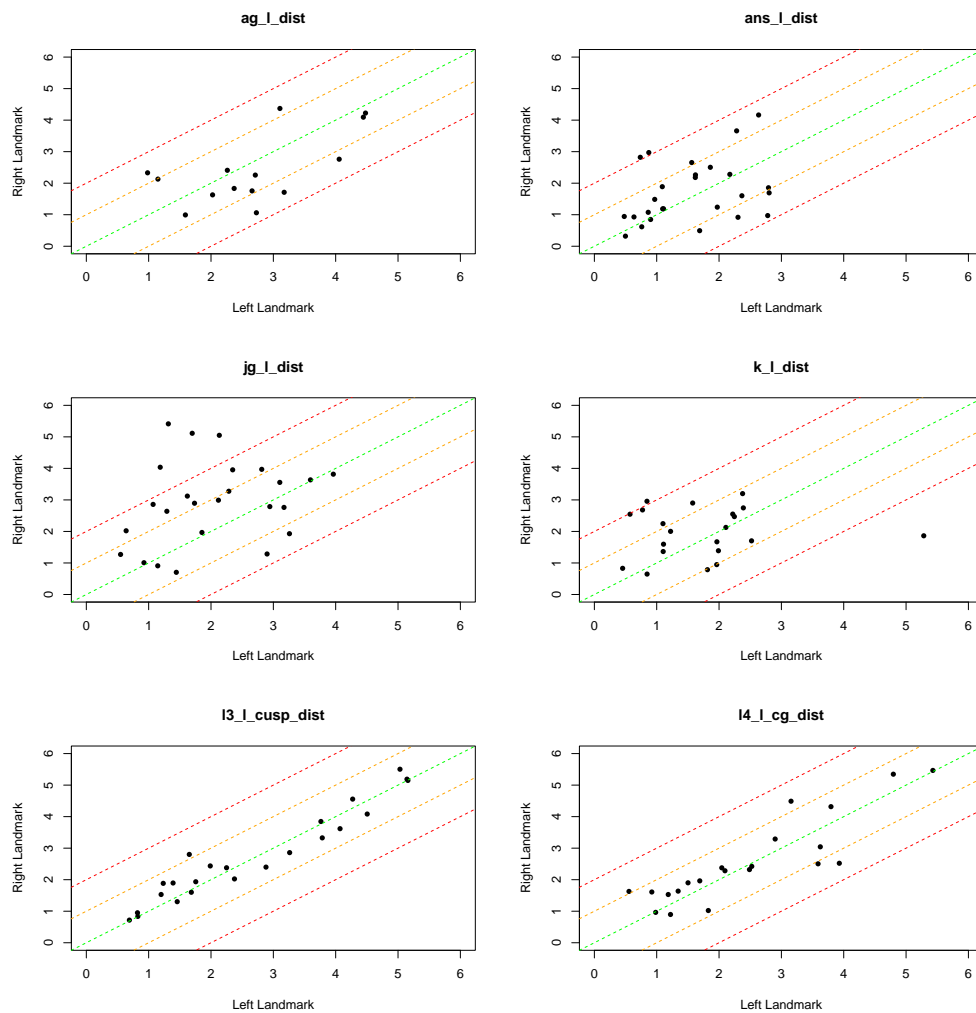 ag_l_dist
Right Landmark
0 1 2 3 4 5 6
0 1 2 3 4 5 6
Left Landmark
ans_l_dist
Right Landmark
0 1 2 3 4 5 6
0 1 2 3 4 5 6
Left Landmark
jg_l_dist
Right Landmark
0 1 2 3 4 5 6
0 1 2 3 4 5 6
Left Landmark
k_l_dist
Right Landmark
0 1 2 3 4 5 6
0 1 2 3 4 5 6
Left Landmark
l3_l_cusp_dist
Right Landmark
0 1 2 3 4 5 6
0 1 2 3 4 5 6
Left Landmark
l4_l_cg_dist
Right Landmark
0 1 2 3 4 5 6
0 1 2 3 4 5 6
Left Landmark